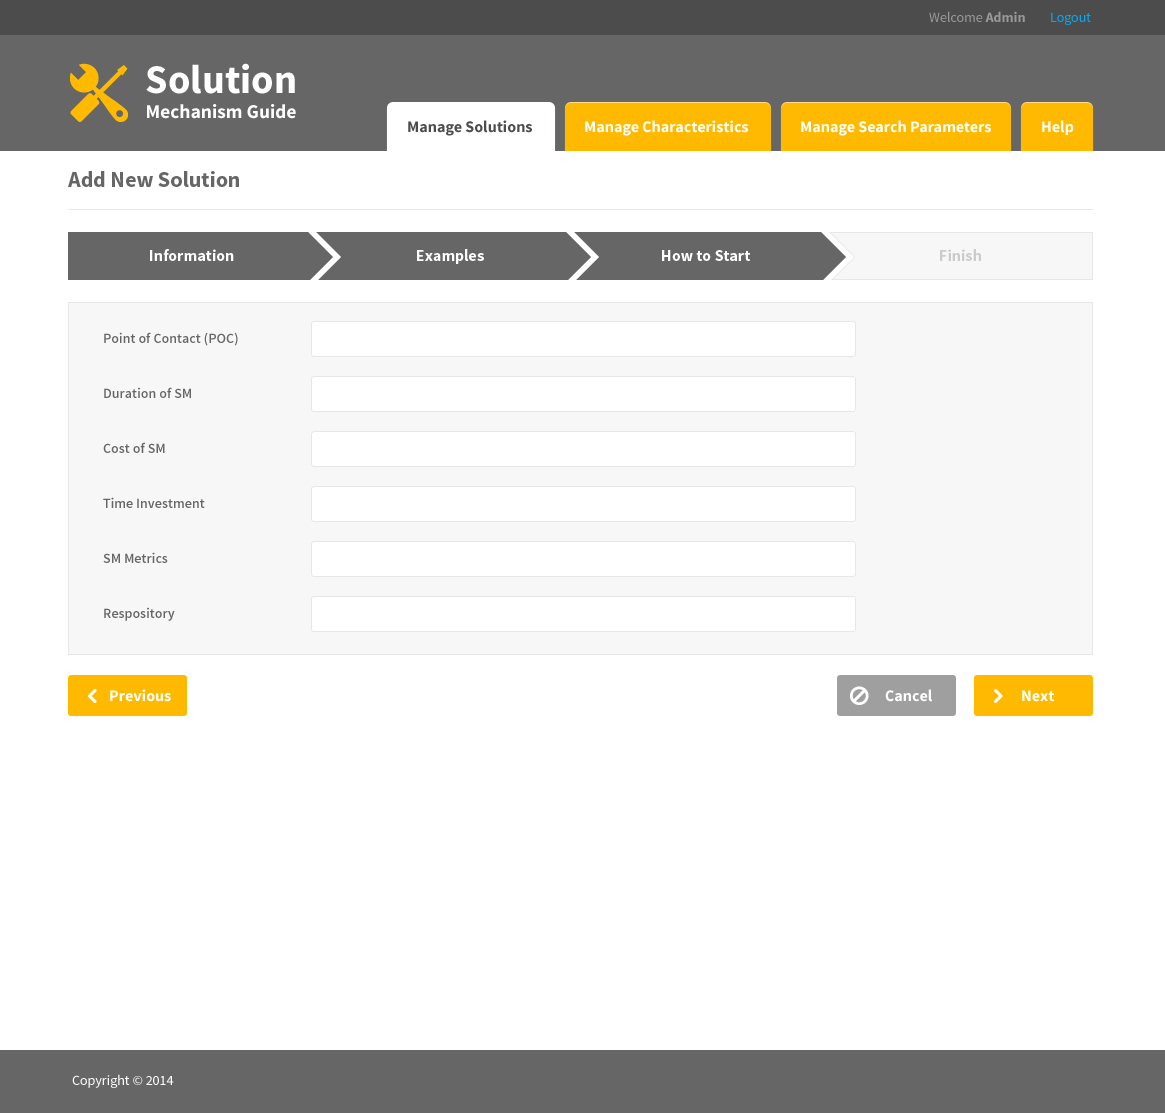 Welcome Admin Logout
Solution
Mechanism Guide
Manage Solutions Manage Characteristics Manage Search Parameters Help
Add New Solution
Information Examples How to Start Finish
Point of Contact (POC)
Duration of SM
Cost of SM
Time Investment
SM Metrics
Respository
Previous Cancel Next
Copyright © 2014